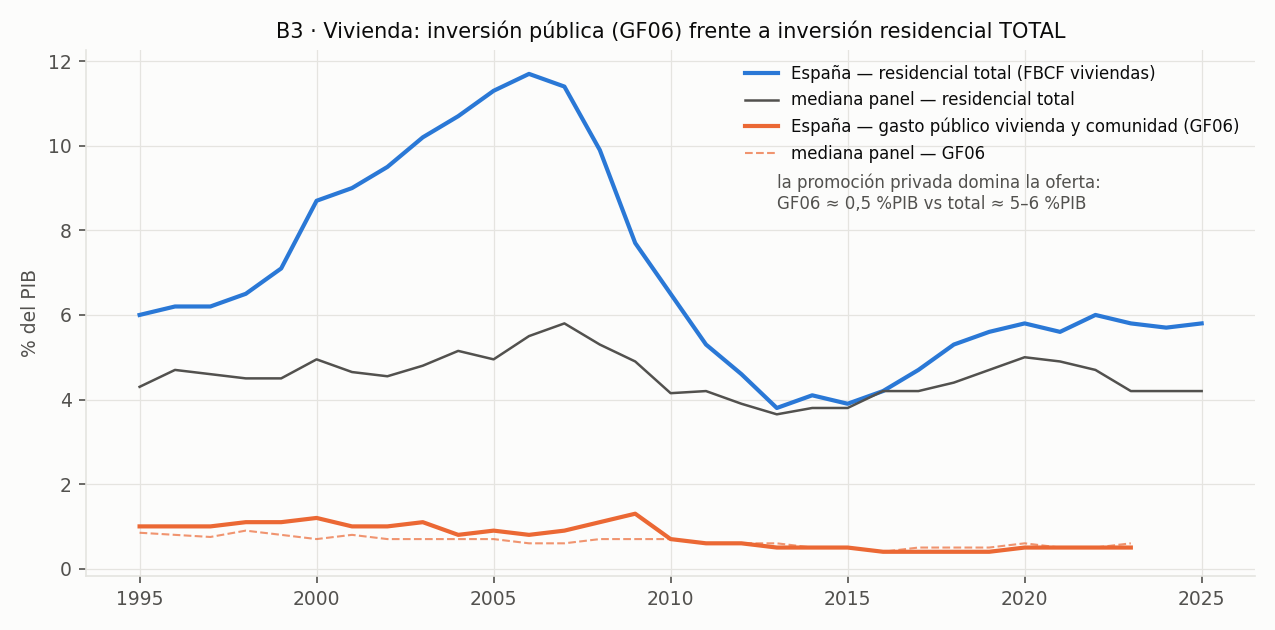 B3 · Vivienda: inversión pública (GF06) frente a inversión residencial TOTAL
España — residencial total (FBCF viviendas)
mediana panel — residencial total
España — gasto público vivienda y comunidad (GF06)
mediana panel — GF06
la promoción privada domina la oferta:
GF06 ≈ 0,5 %PIB vs total ≈ 5–6 %PIB
% del PIB
12
10
8
6
4
2
0
1995 2000 2005 2010 2015 2020 2025